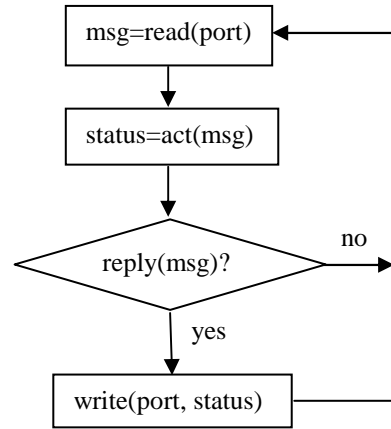 msg=read(port)
status=act(msg)
reply(msg)?
no
yes
write(port, status)